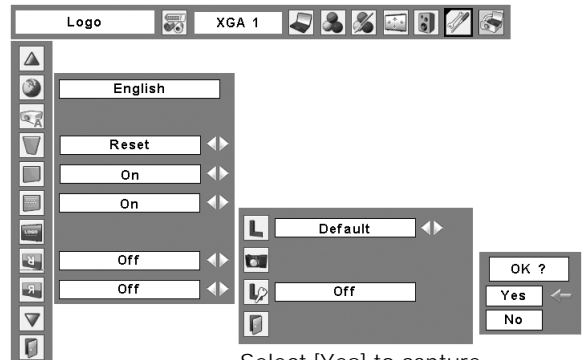 Logo
XGA 1
English
Reset
On
On
Default
Off
Off
Off
OK ?
Yes
No
Select [Yes] to capture